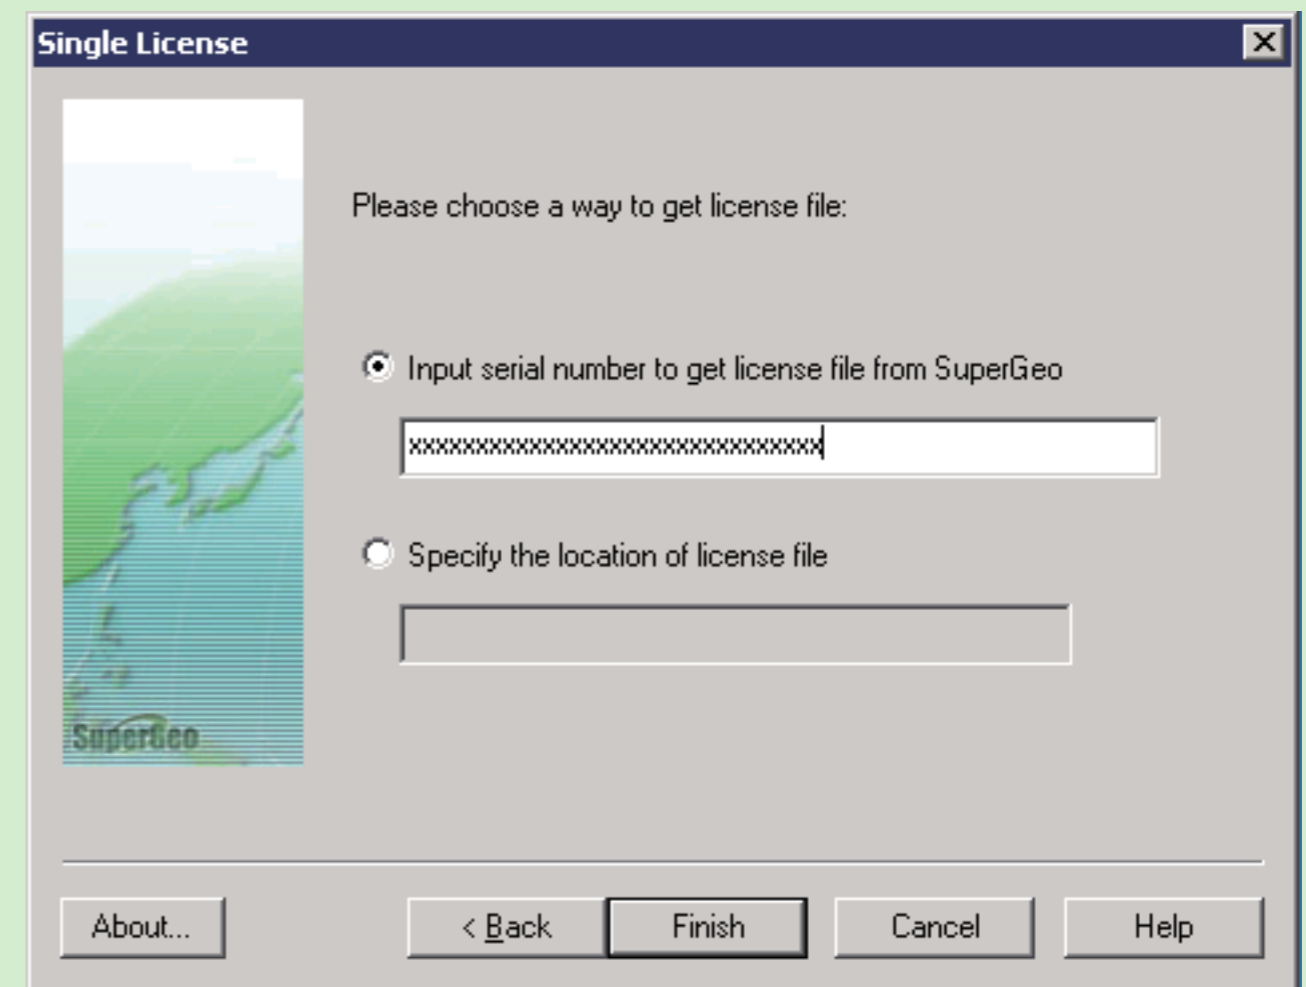 Single License
Please choose a way to get license file:
Input serial number to get license file from SuperGeo
xxxxxxxxxxxxxxxxxxxxxxxxxxxxxxx
Specify the location of license file
SuperGeo
About...
< Back
Finish
Cancel
Help